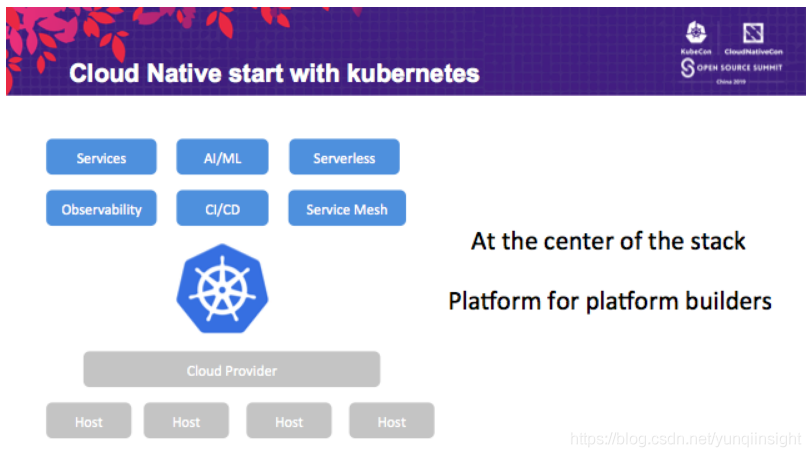 Cloud Native start with kubernetes
KubeCon CloudNativeCon
OPEN SOURCE SUMMIT
China 2019
Services AI/ML Serverless
Observability CI/CD Service Mesh
At the center of the stack
Platform for platform builders
Cloud Provider
Host Host Host Host
https://blog.csdn.net/yunqiinsight